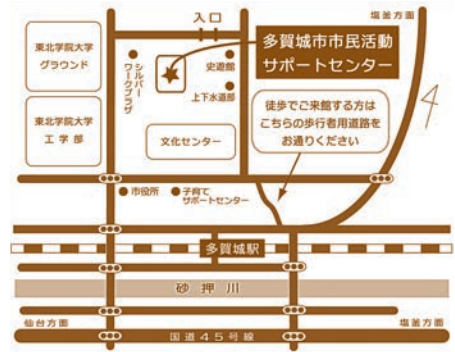 塩釜方面
入口
東北学院大学
グラウンド
シルバー
ワークプラザ
史遊館
多賀城市市民活動
サポートセンター
上下水道部
東北学院大学
工学部
文化センター
徒歩でご来館する方は
こちらの歩行者用道路を
お通りください
市役所
子育て
サポートセンター
多賀城駅
砂押川
仙台方面
国道45号線
塩釜方面